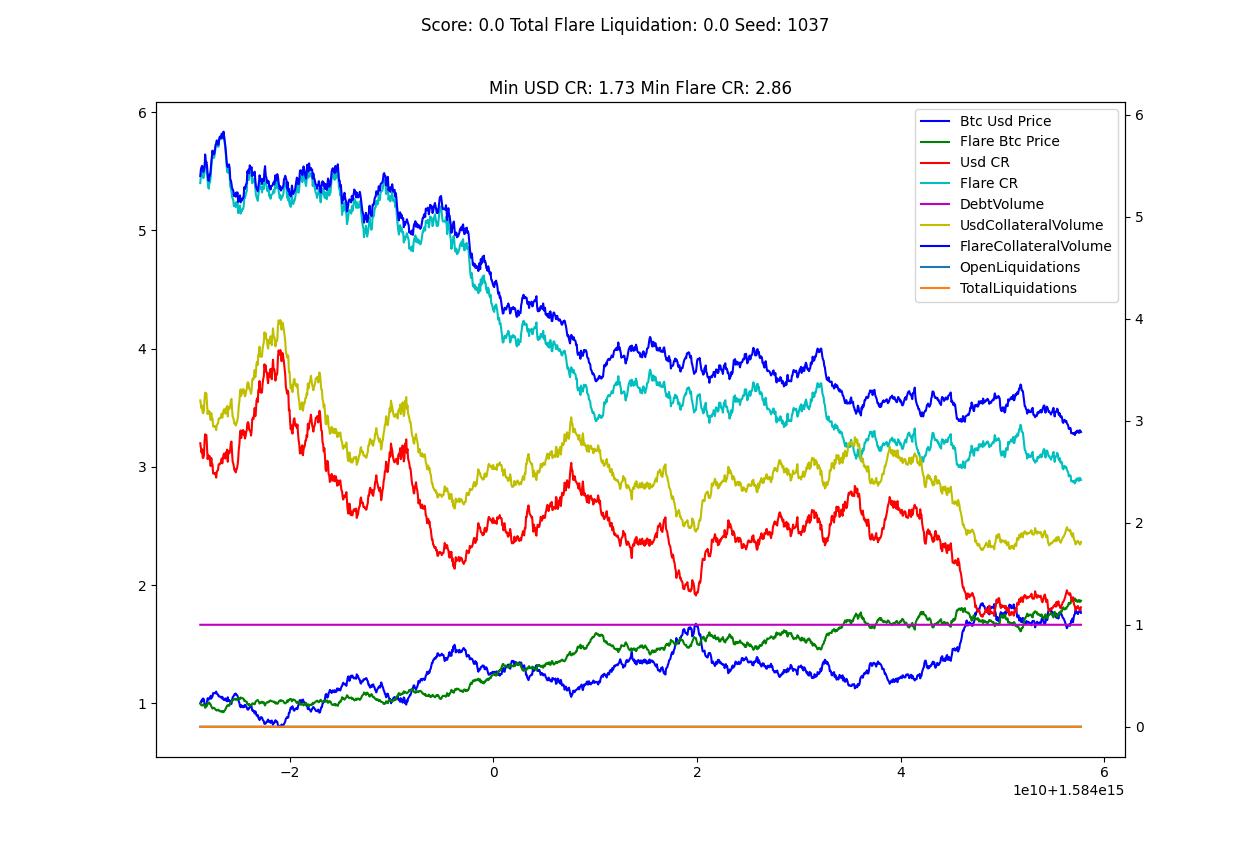 Score: 0.0 Total Flare Liquidation: 0.0 Seed: 1037
Min USD CR: 1.73 Min Flare CR: 2.86
6
5
4
3
2
1
6
5
4
3
2
1
0
Btc Usd Price
Flare Btc Price
Usd CR
Flare CR
DebtVolume
UsdCollateralVolume
FlareCollateralVolume
OpenLiquidations
TotalLiquidations
−2 0 2 4 6
1e10+1.584e15